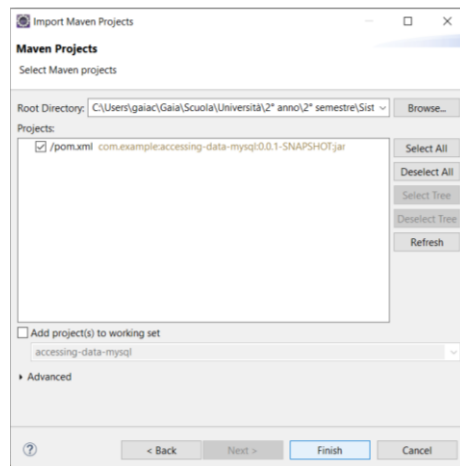 Import Maven Projects
Maven Projects
Select Maven projects
Root Directory: C:\Users\gaiac\Gaia\Scuola\Università\2° anno\2° semestre\Sist
Browse...
Projects:
/pom.xml com.example:accessing-data-mysql:0.0.1-SNAPSHOT:jar
Select All
Deselect All
Select Tree
Deselect Tree
Refresh
Add project(s) to working set
accessing-data-mysql
Advanced
? < Back Next > Finish Cancel